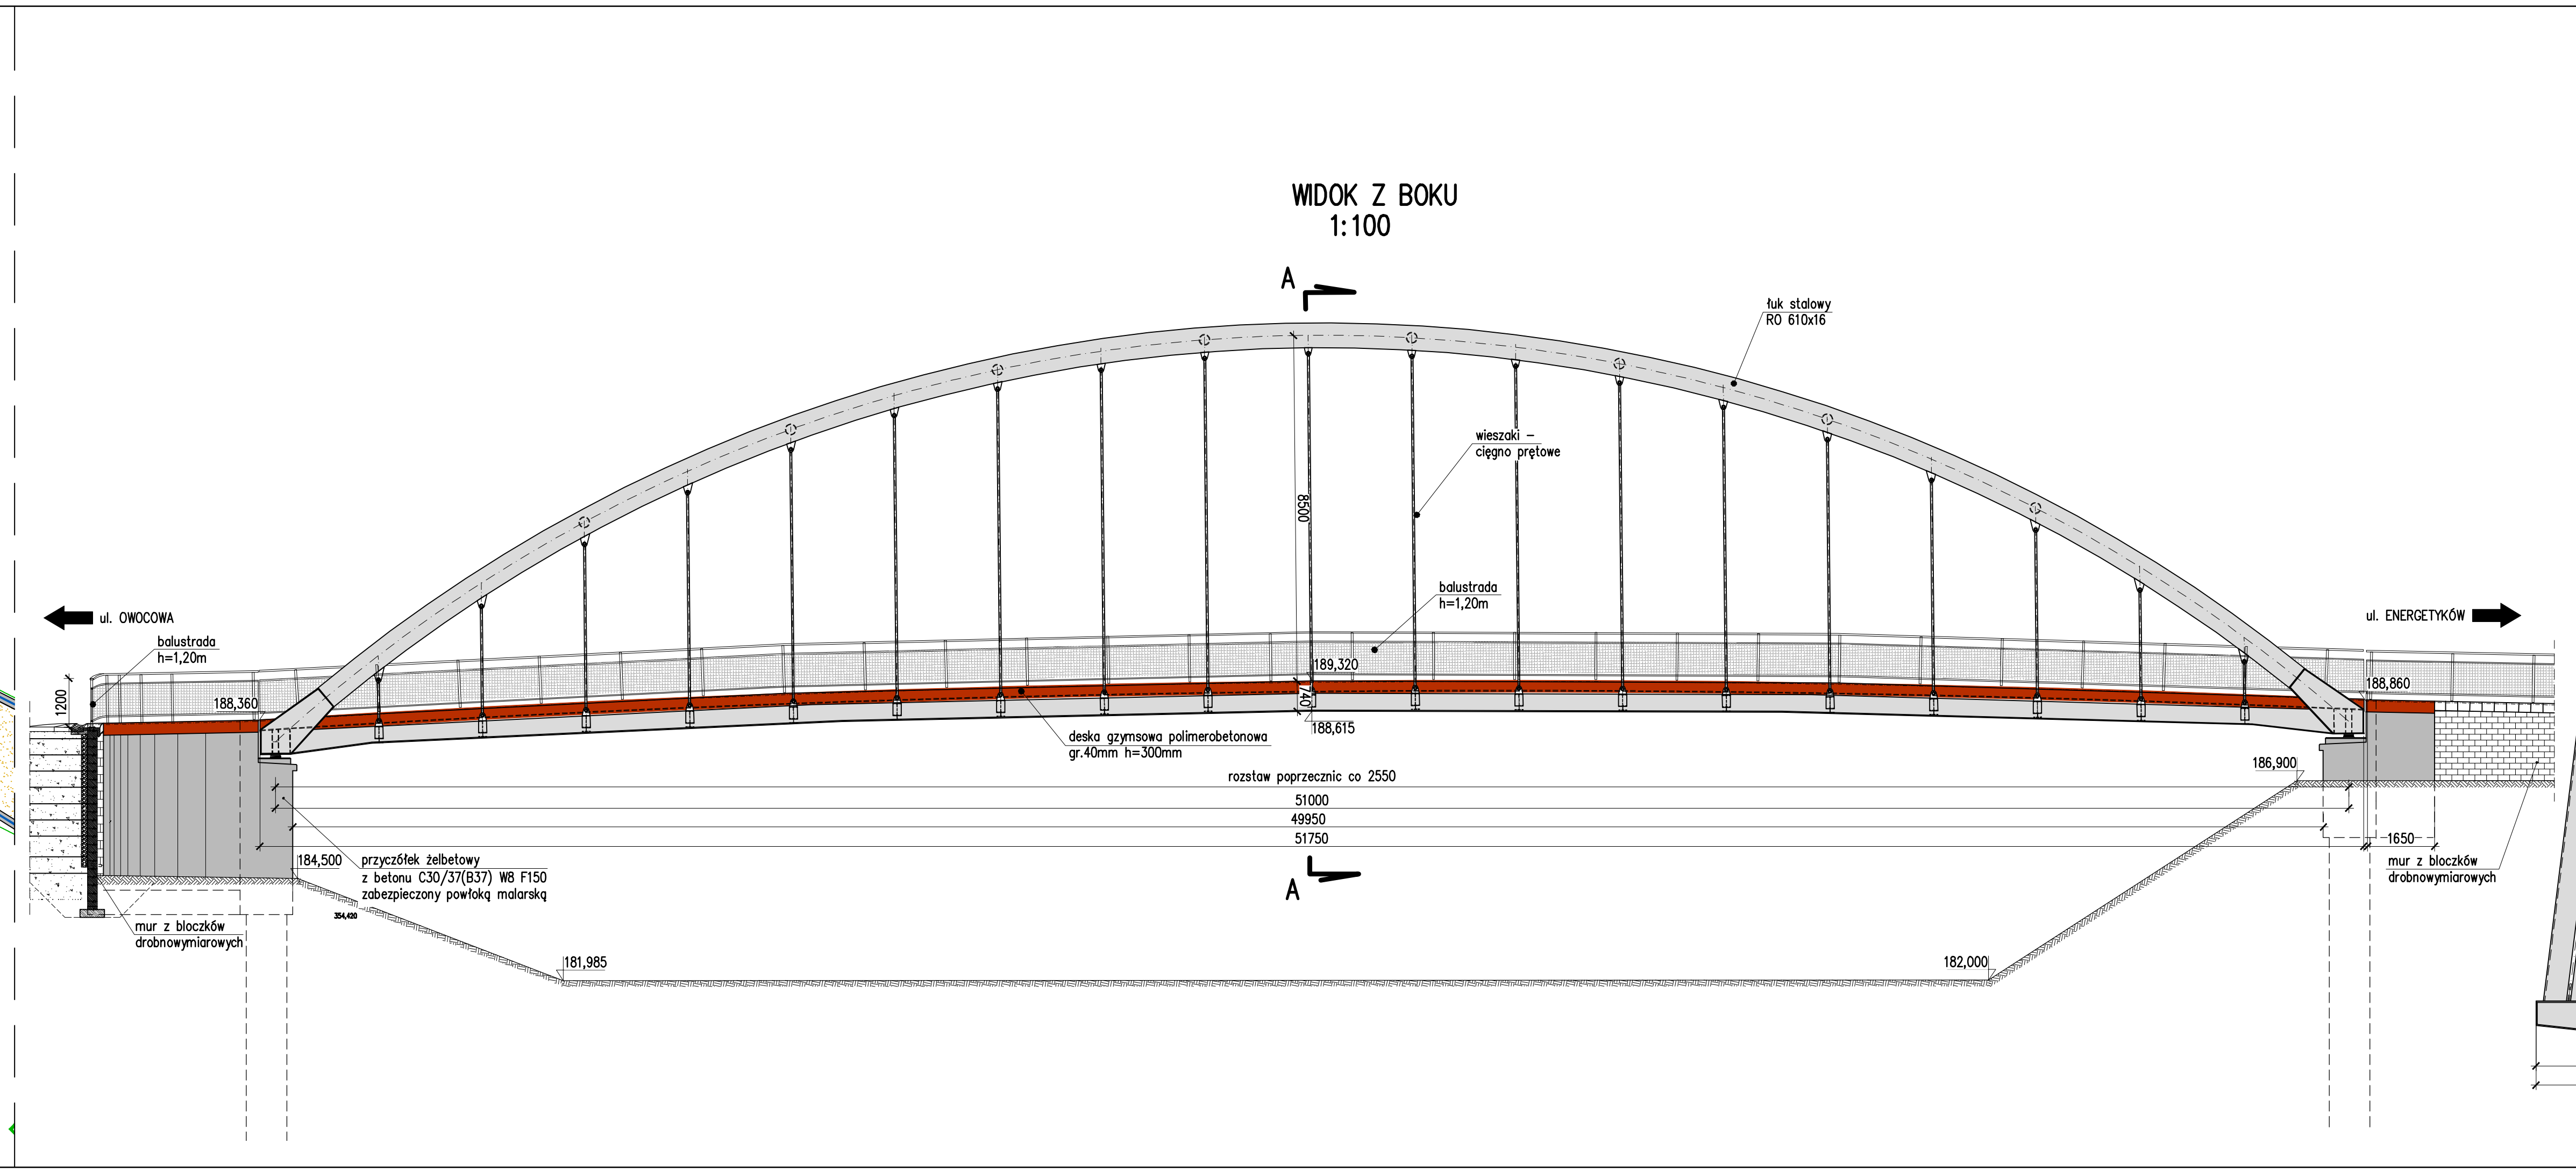 WIDOK Z BOKU
1:100
A
łuk stalowy
RO 610x16
wieszaki –
cięgno prętowe
8500
balustrada
h=1,20m
ul. OWOCOWA
ul. ENERGETYKÓW
balustrada
h=1,20m
1200
188,360
189,320
740
188,860
188,615
deska gzymsowa polimerobetonowa
gr.40mm h=300mm
186,900
rozstaw poprzecznic co 2550
51000
49950
51750
1650
184,500
przyczółek żelbetowy
z betonu C30/37(B37) W8 F150
zabezpieczony powłoką malarską
A
mur z bloczków
drobnowymiarowych
354,420
mur z bloczków
drobnowymiarowych
181,985
182,000